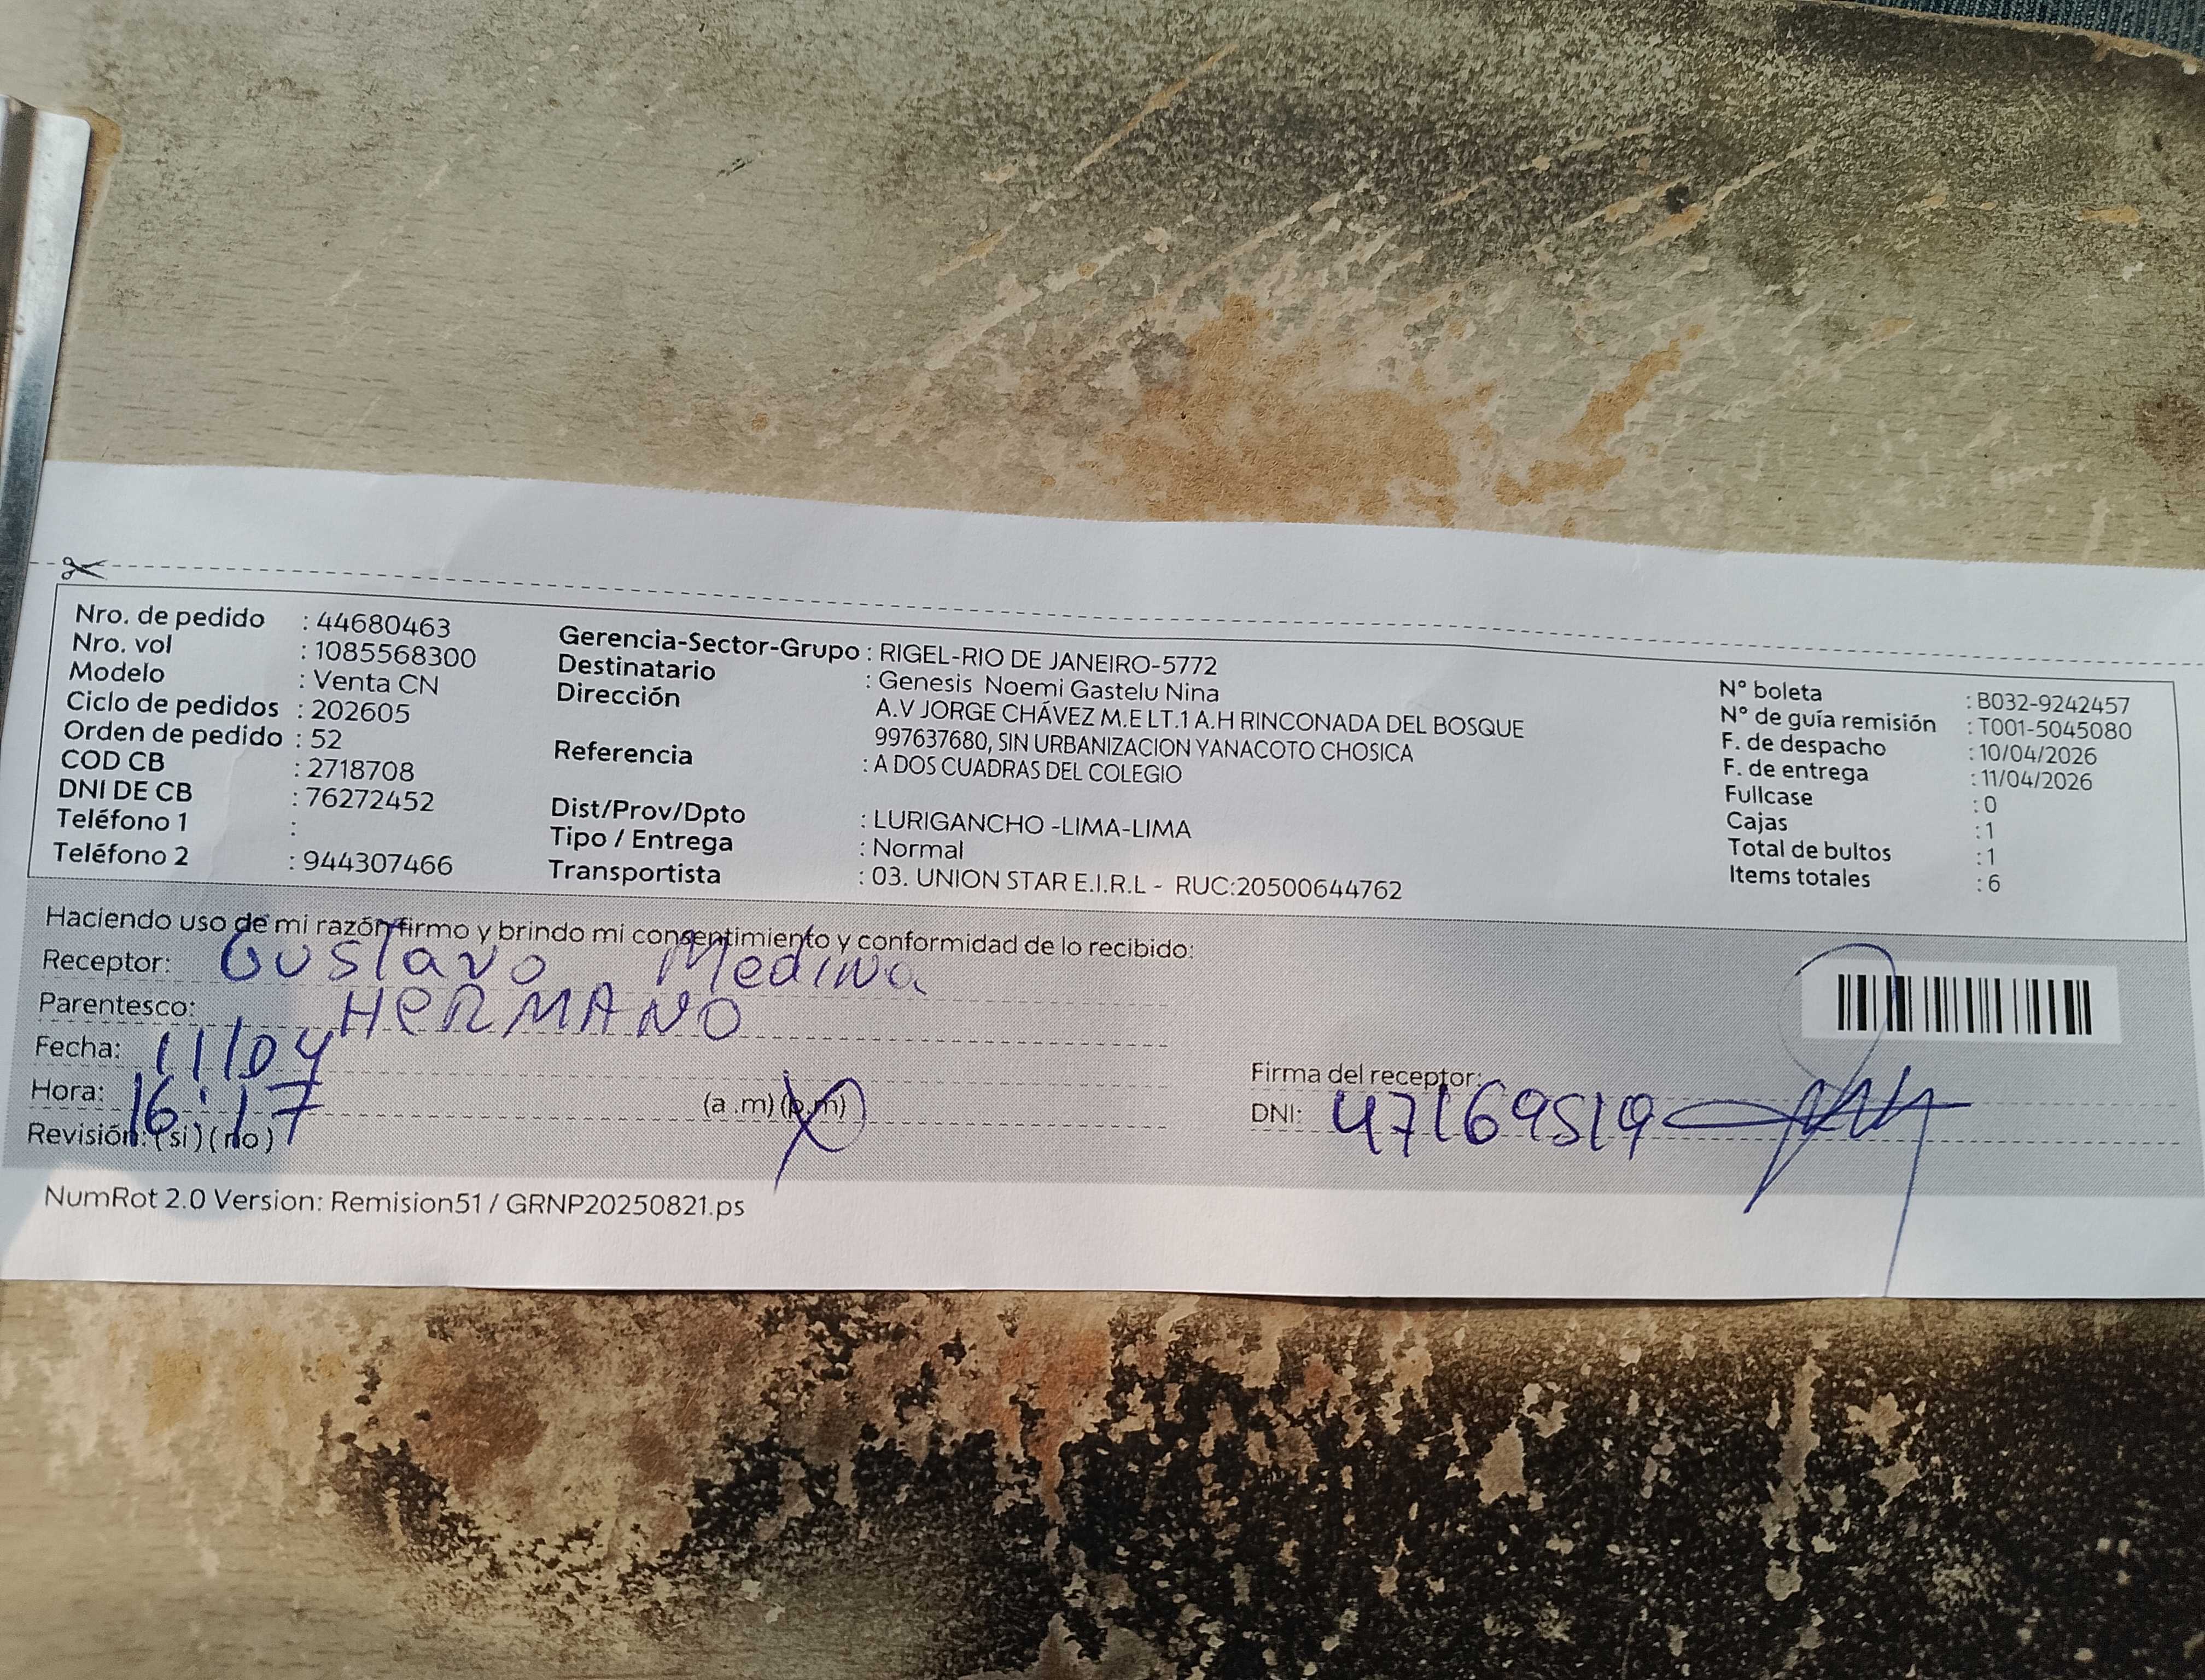 Nro. de pedido : 44680463
Nro. vol : 1085568300
Modelo : Venta CN
Ciclo de pedidos : 202605
Orden de pedido : 52
COD CB : 2718708
DNI DE CB : 76272452
Teléfono 1 :
Teléfono 2 : 944307466
Gerencia-Sector-Grupo : RIGEL-RIO DE JANEIRO-5772
Destinatario : Genesis Noemi Gastelu Nina
Dirección A.V JORGE CHÁVEZ M.E LT.1 A.H RINCONADA DEL BOSQUE
997637680, SIN URBANIZACION YANACOTO CHOSICA
Referencia : A DOS CUADRAS DEL COLEGIO
Dist/Prov/Dpto : LURIGANCHO -LIMA-LIMA
Tipo / Entrega : Normal
Transportista : 03. UNION STAR E.I.R.L - RUC:20500644762
N° boleta : B032-9242457
N° de guía remisión : T001-5045080
F. de despacho : 10/04/2026
F. de entrega : 11/04/2026
Fullcase : 0
Cajas : 1
Total de bultos : 1
Items totales : 6
Haciendo uso de mi razón firmo y brindo mi consentimiento y conformidad de lo recibido:
Receptor: Gustavo Medina
Parentesco: HERMANO
Fecha: 11/04
Hora: 16:17 (a .m) (p.m)
Revisión: (si) (no)
Firma del receptor:
DNI: 47169519
NumRot 2.0 Version: Remision51 / GRNP20250821.ps